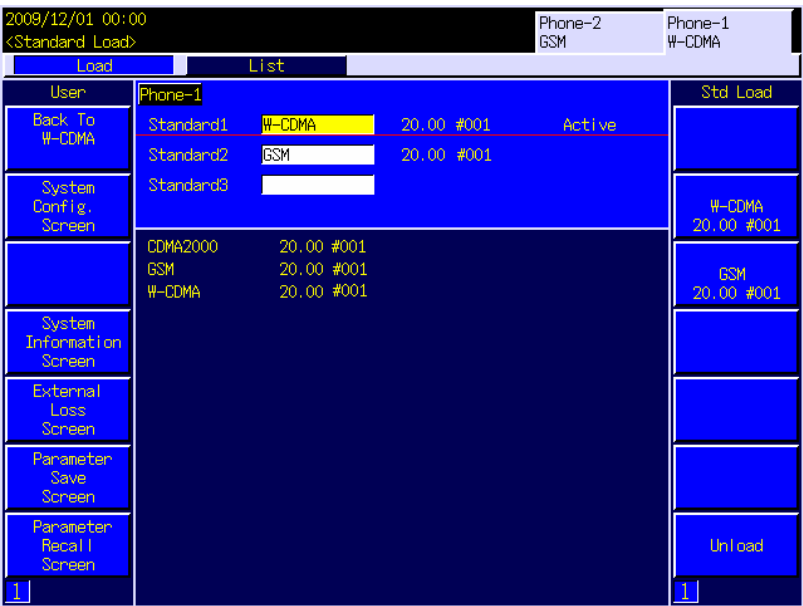 2009/12/01 00:00
<Standard Load>
Phone-2
GSM
Phone-1
W-CDMA
Load
List
User
Back To
W-CDMA
System
Config.
Screen
System
Information
Screen
External
Loss
Screen
Parameter
Save
Screen
Parameter
Recall
Screen
1
Phone-1
Standard1 W-CDMA 20.00 #001 Active
Standard2 GSM 20.00 #001
Standard3
CDMA2000 20.00 #001
GSM 20.00 #001
W-CDMA 20.00 #001
Std Load
W-CDMA
20.00 #001
GSM
20.00 #001
Unload
1